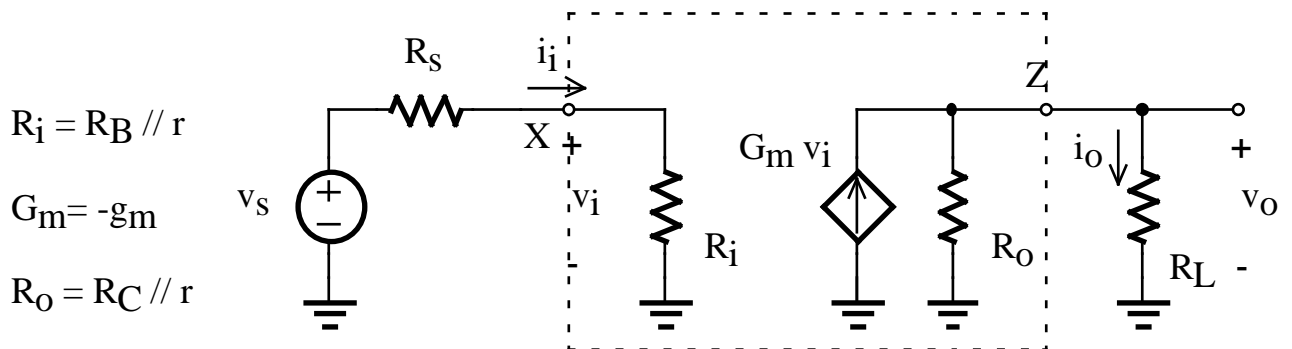 Rs
ii
Z
Ri = RB // r
X
+
Gm vi
io
+
vs
+
−
vi
vo
Gm= -gm
Ri
Ro
-
RL
-
Ro = RC // r